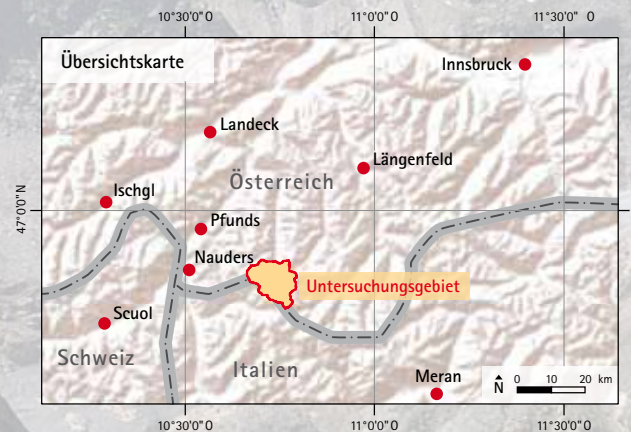 10°30'0"O
11°0'0"O
11°30'0" O
Übersichtskarte
Innsbruck
Landeck
Längenfeld
Österreich
Ischgl
47°0'0"N
Pfunds
Nauders
Untersuchungsgebiet
Scuol
Schweiz
Italien
Meran
N
0 10 20 km
10°30'0"O
11°0'0"O
11°30'0"O